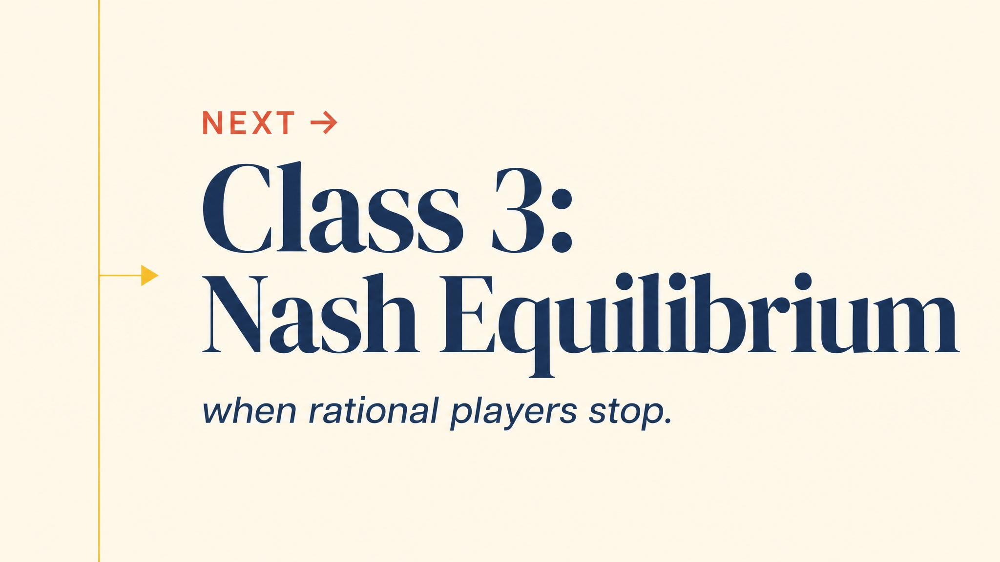 NEXT →
Class 3:
Nash Equilibrium
when rational players stop.